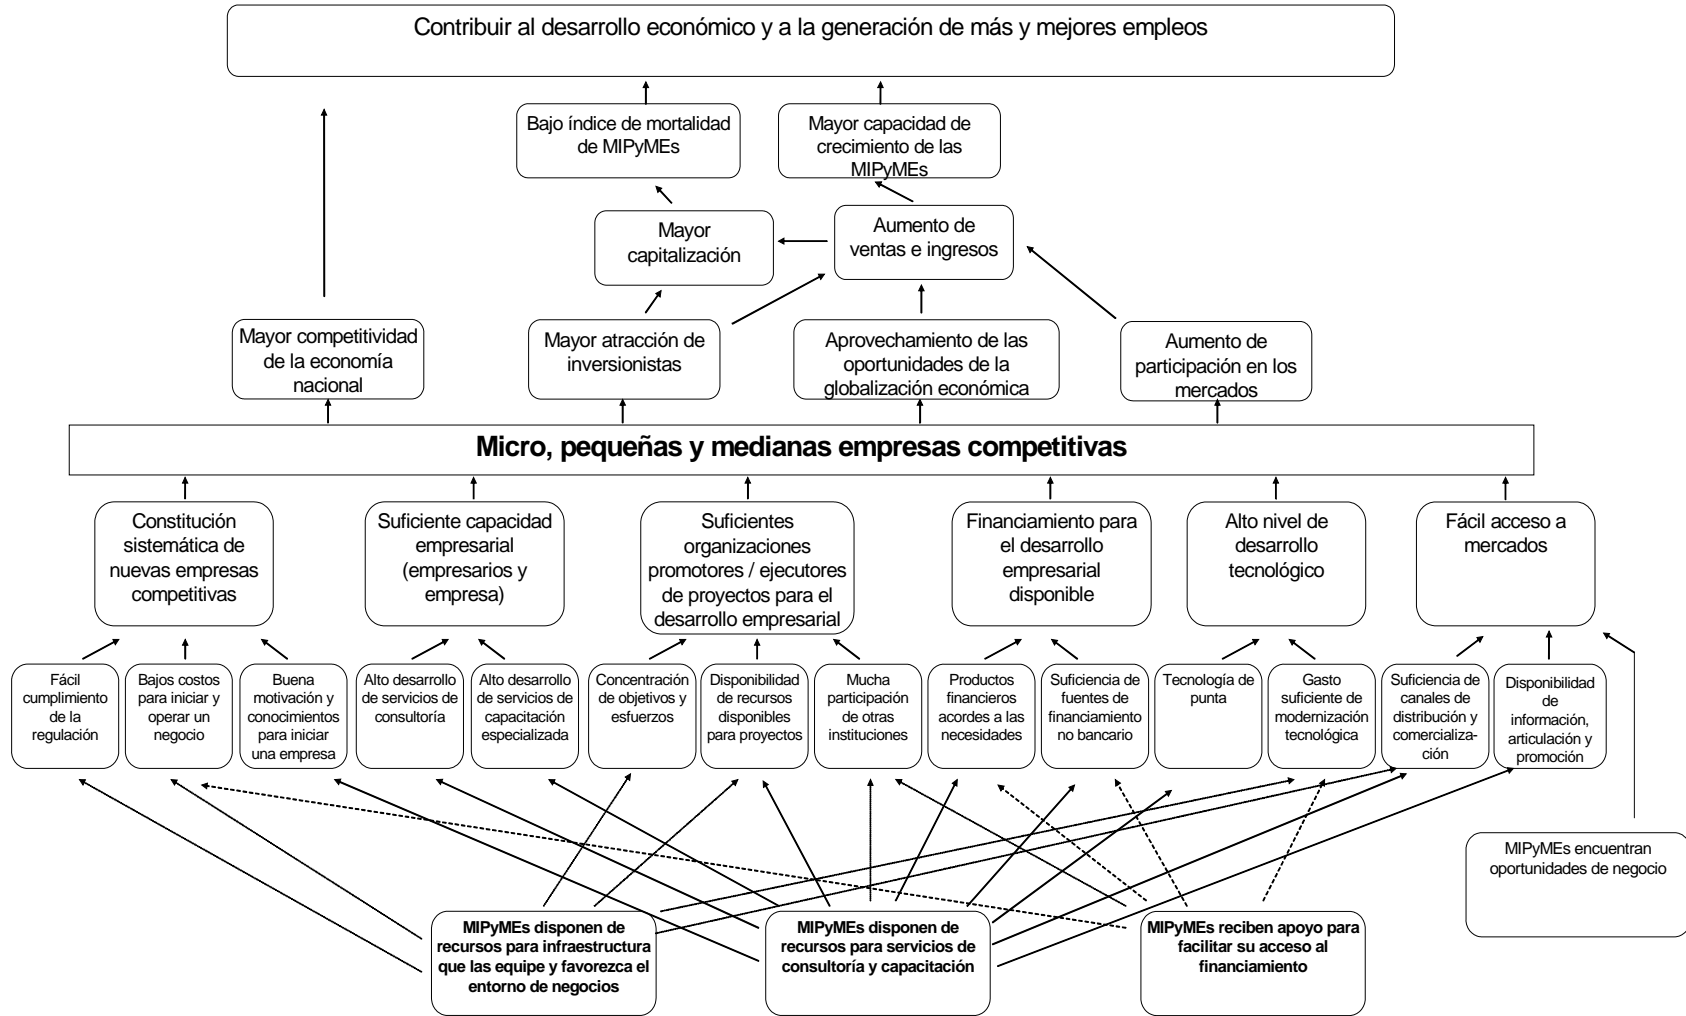 Contribuir al desarrollo económico y a la generación de más y mejores empleos
Bajo índice de mortalidad
de MIPyMEs
Mayor capacidad de
crecimiento de las
MIPyMEs
Mayor
capitalización
Aumento de
ventas e ingresos
Mayor competitividad
de la economía
nacional
Mayor atracción de
inversionistas
Aprovechamiento de las
oportunidades de la
globalización económica
Aumento de
participación en los
mercados
Micro, pequeñas y medianas empresas competitivas
Constitución
sistemática de
nuevas empresas
competitivas
Suficiente capacidad
empresarial
(empresarios y
empresa)
Suficientes
organizaciones
promotores / ejecutores
de proyectos para el
desarrollo empresarial
Financiamiento para
el desarrollo
empresarial
disponible
Alto nivel de
desarrollo
tecnológico
Fácil acceso a
mercados
Fácil
cumplimiento
de la
regulación
Bajos costos
para iniciar y
operar un
negocio
Buena
motivación y
conocimientos
para iniciar
una empresa
Alto desarrollo
de servicios de
consultoría
Alto desarrollo
de servicios de
capacitación
especializada
Concentración
de objetivos y
esfuerzos
Disponibilidad
de recursos
disponibles
para proyectos
Mucha
participación
de otras
instituciones
Productos
financieros
acordes a las
necesidades
Suficiencia de
fuentes de
financiamiento
no bancario
Tecnología de
punta
Gasto
suficiente de
modernización
tecnológica
Suficiencia de
canales de
distribución y
comercializa-
ción
Disponibilidad
de
información,
articulación y
promoción
MIPyMEs encuentran
oportunidades de negocio
MIPyMEs disponen de
recursos para infraestructura
que las equipe y favorezca el
entorno de negocios
MIPyMEs disponen de
recursos para servicios de
consultoría y capacitación
MIPyMEs reciben apoyo para
facilitar su acceso al
financiamiento